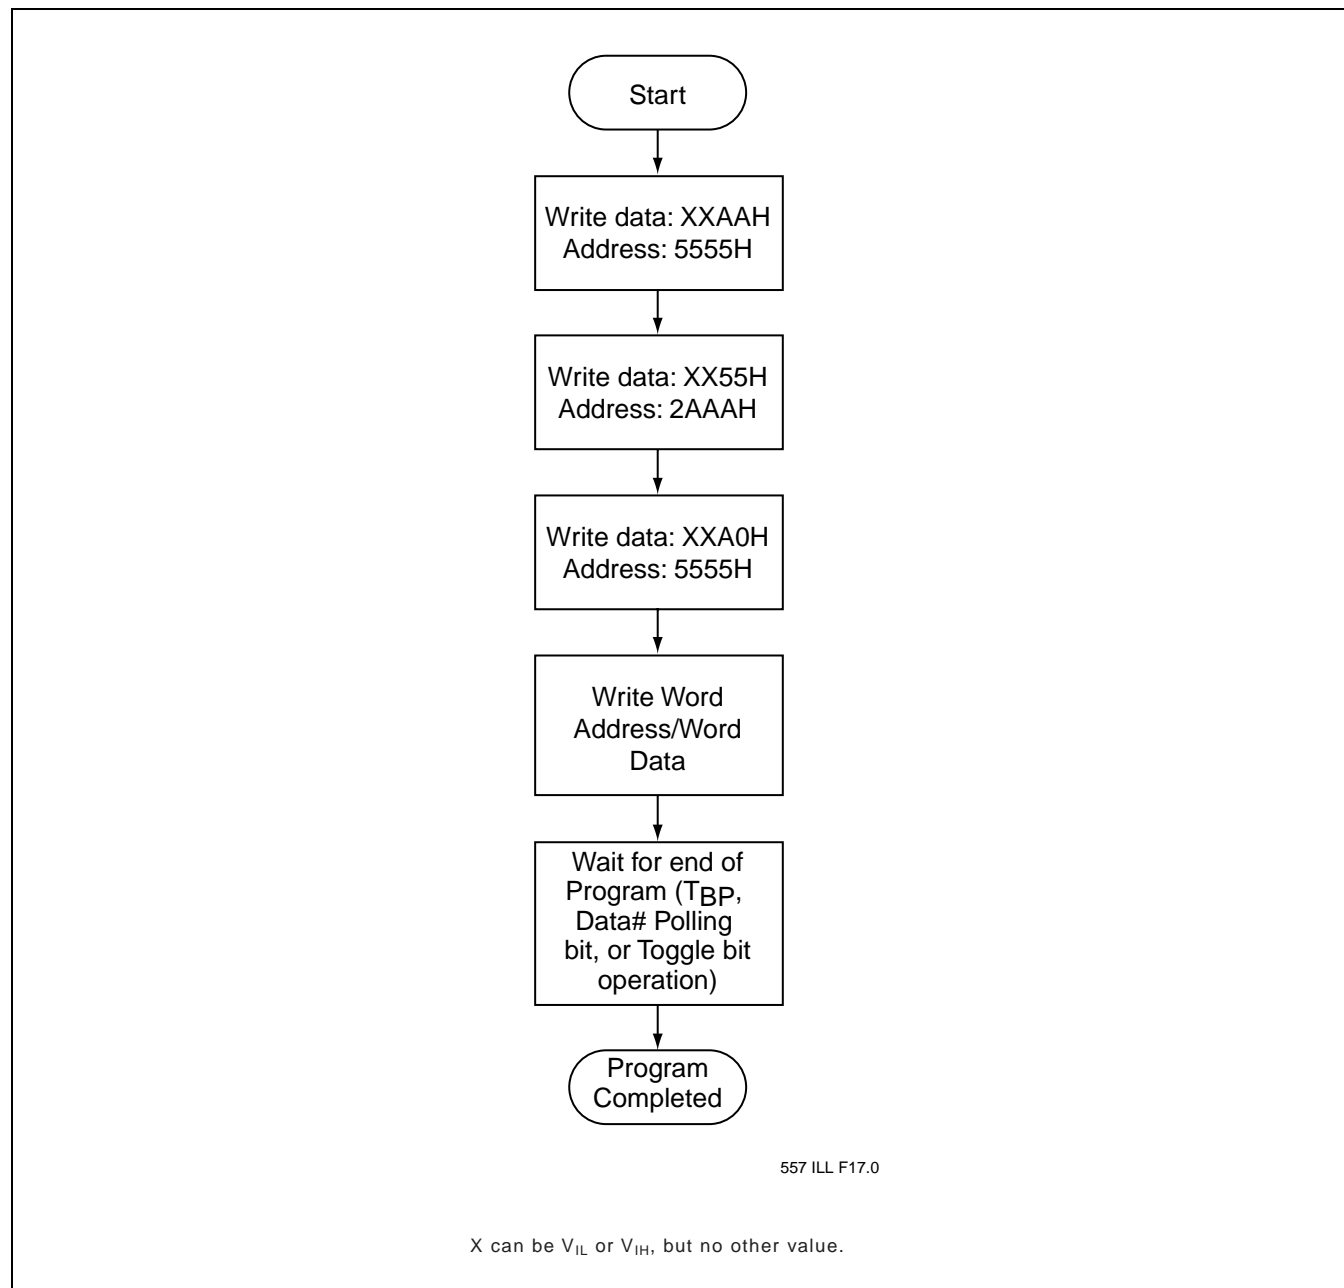 Start
Write data: XXAAH
Address: 5555H
Write data: XX55H
Address: 2AAAH
Write data: XXA0H
Address: 5555H
Write Word
Address/Word
Data
Wait for end of
Program (TBP,
Data# Polling
bit, or Toggle bit
operation)
Program
Completed
557 ILL F17.0
X can be VIL or VIH, but no other value.